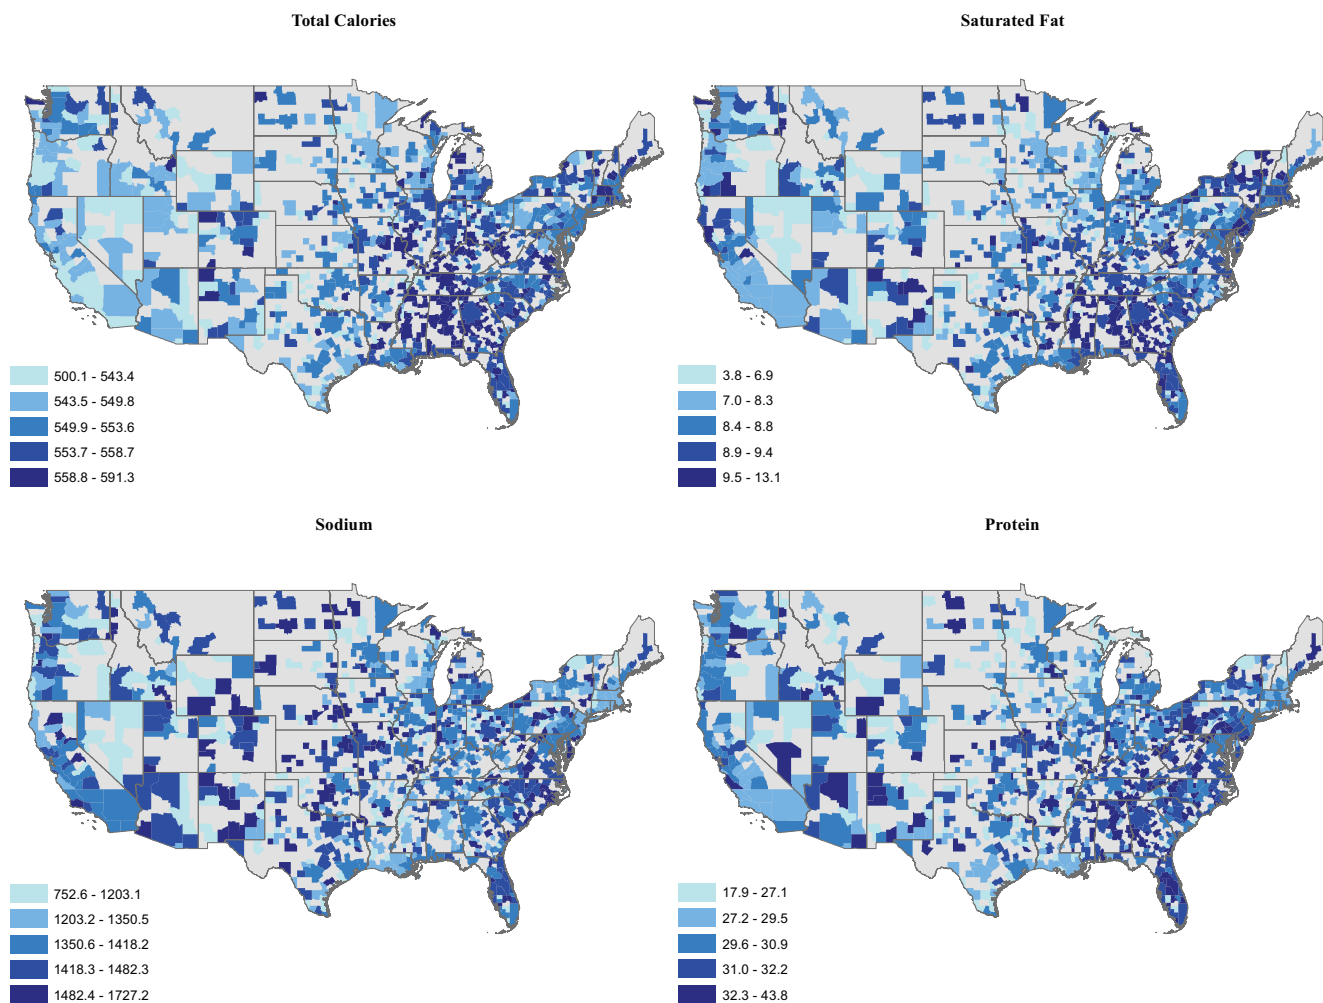 Total Calories
Saturated Fat
500.1 - 543.4
543.5 - 549.8
549.9 - 553.6
553.7 - 558.7
558.8 - 591.3
3.8 - 6.9
7.0 - 8.3
8.4 - 8.8
8.9 - 9.4
9.5 - 13.1
Sodium
Protein
752.6 - 1203.1
1203.2 - 1350.5
1350.6 - 1418.2
1418.3 - 1482.3
1482.4 - 1727.2
17.9 - 27.1
27.2 - 29.5
29.6 - 30.9
31.0 - 32.2
32.3 - 43.8